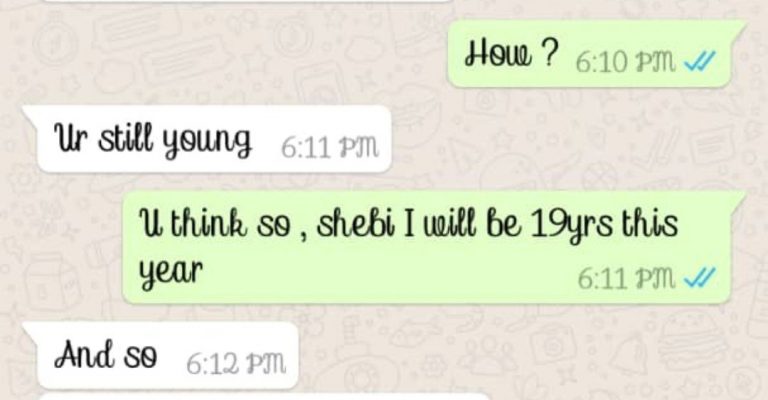 How ? 6:10 PM
Ur still young 6:11 PM
U think so , shebi I will be 19yrs this
year 6:11 PM
And so 6:12 PM